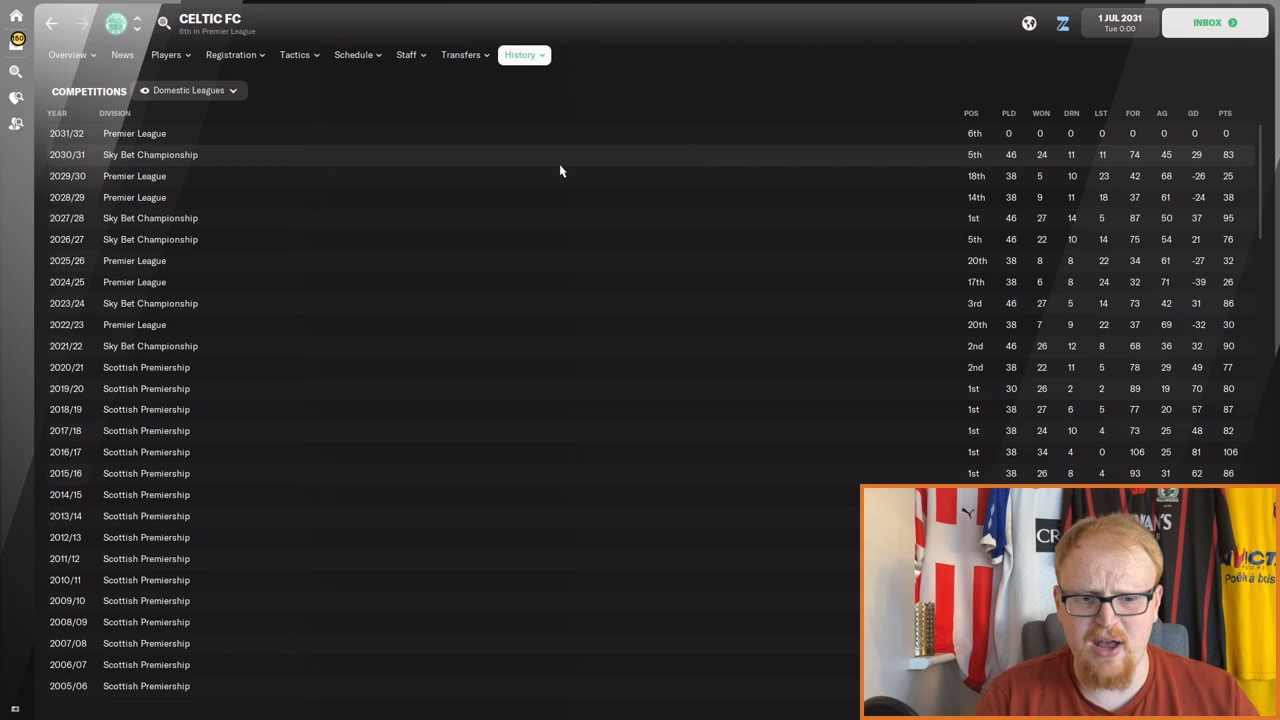 CELTIC FC
6th in Premier League
1 JUL 2031
Tue 0:00
INBOX
150
Overview
News
Players
Registration
Tactics
Schedule
Staff
Transfers
History
COMPETITIONS
Domestic Leagues
YEAR DIVISION POS PLD WON DRN LST FOR AG GD PTS
2031/32 Premier League 6th 0 0 0 0 0 0 0 0
2030/31 Sky Bet Championship 5th 46 24 11 11 74 45 29 83
2029/30 Premier League 18th 38 5 10 23 42 68 -26 25
2028/29 Premier League 14th 38 9 11 18 37 61 -24 38
2027/28 Sky Bet Championship 1st 46 27 14 5 87 50 37 95
2026/27 Sky Bet Championship 5th 46 22 10 14 75 54 21 76
2025/26 Premier League 20th 38 8 8 22 34 61 -27 32
2024/25 Premier League 17th 38 6 8 24 32 71 -39 26
2023/24 Sky Bet Championship 3rd 46 27 5 14 73 42 31 86
2022/23 Premier League 20th 38 7 9 22 37 69 -32 30
2021/22 Sky Bet Championship 2nd 46 26 12 8 68 36 32 90
2020/21 Scottish Premiership 2nd 38 22 11 5 78 29 49 77
2019/20 Scottish Premiership 1st 30 26 2 2 89 19 70 80
2018/19 Scottish Premiership 1st 38 27 6 5 77 20 57 87
2017/18 Scottish Premiership 1st 38 24 10 4 73 25 48 82
2016/17 Scottish Premiership 1st 38 34 4 0 106 25 81 106
2015/16 Scottish Premiership 1st 38 26 8 4 93 31 62 86
2014/15 Scottish Premiership
2013/14 Scottish Premiership
2012/13 Scottish Premiership
2011/12 Scottish Premiership
2010/11 Scottish Premiership
2009/10 Scottish Premiership
2008/09 Scottish Premiership
2007/08 Scottish Premiership
2006/07 Scottish Premiership
2005/06 Scottish Premiership
CR
AN'S
Poêle à bois